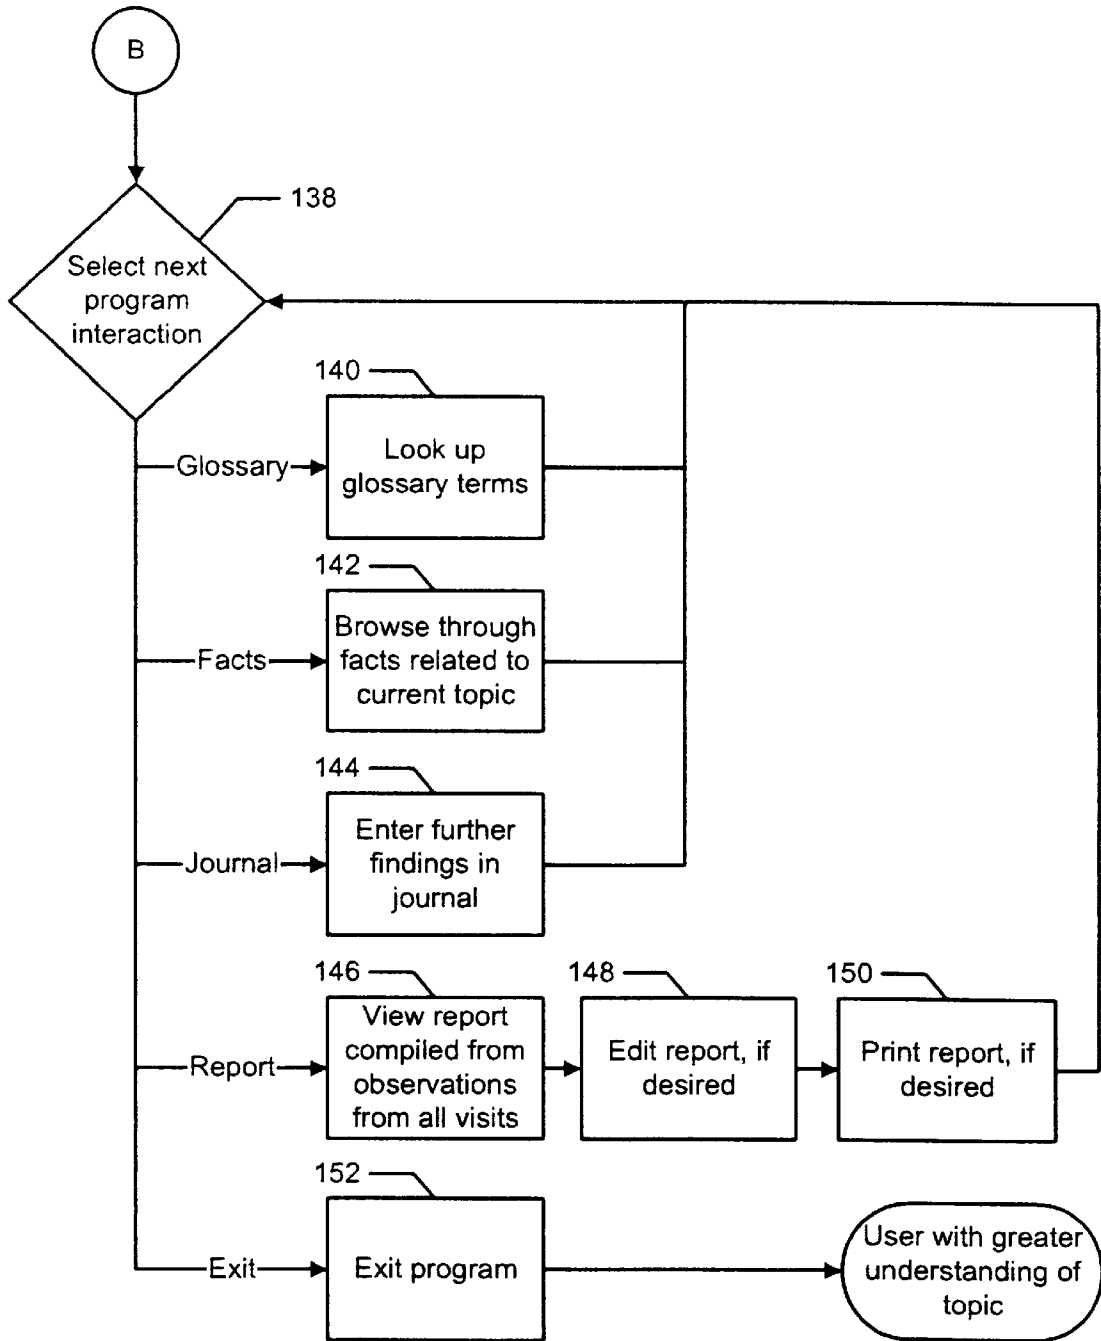 B
138
Select next
program
interaction
140
Glossary
Look up
glossary terms
142
Facts
Browse through
facts related to
current topic
144
Journal
Enter further
findings in
journal
146
148
150
Report
View report
compiled from
observations
from all visits
Edit report, if
desired
Print report, if
desired
152
Exit
Exit program
User with greater
understanding of
topic